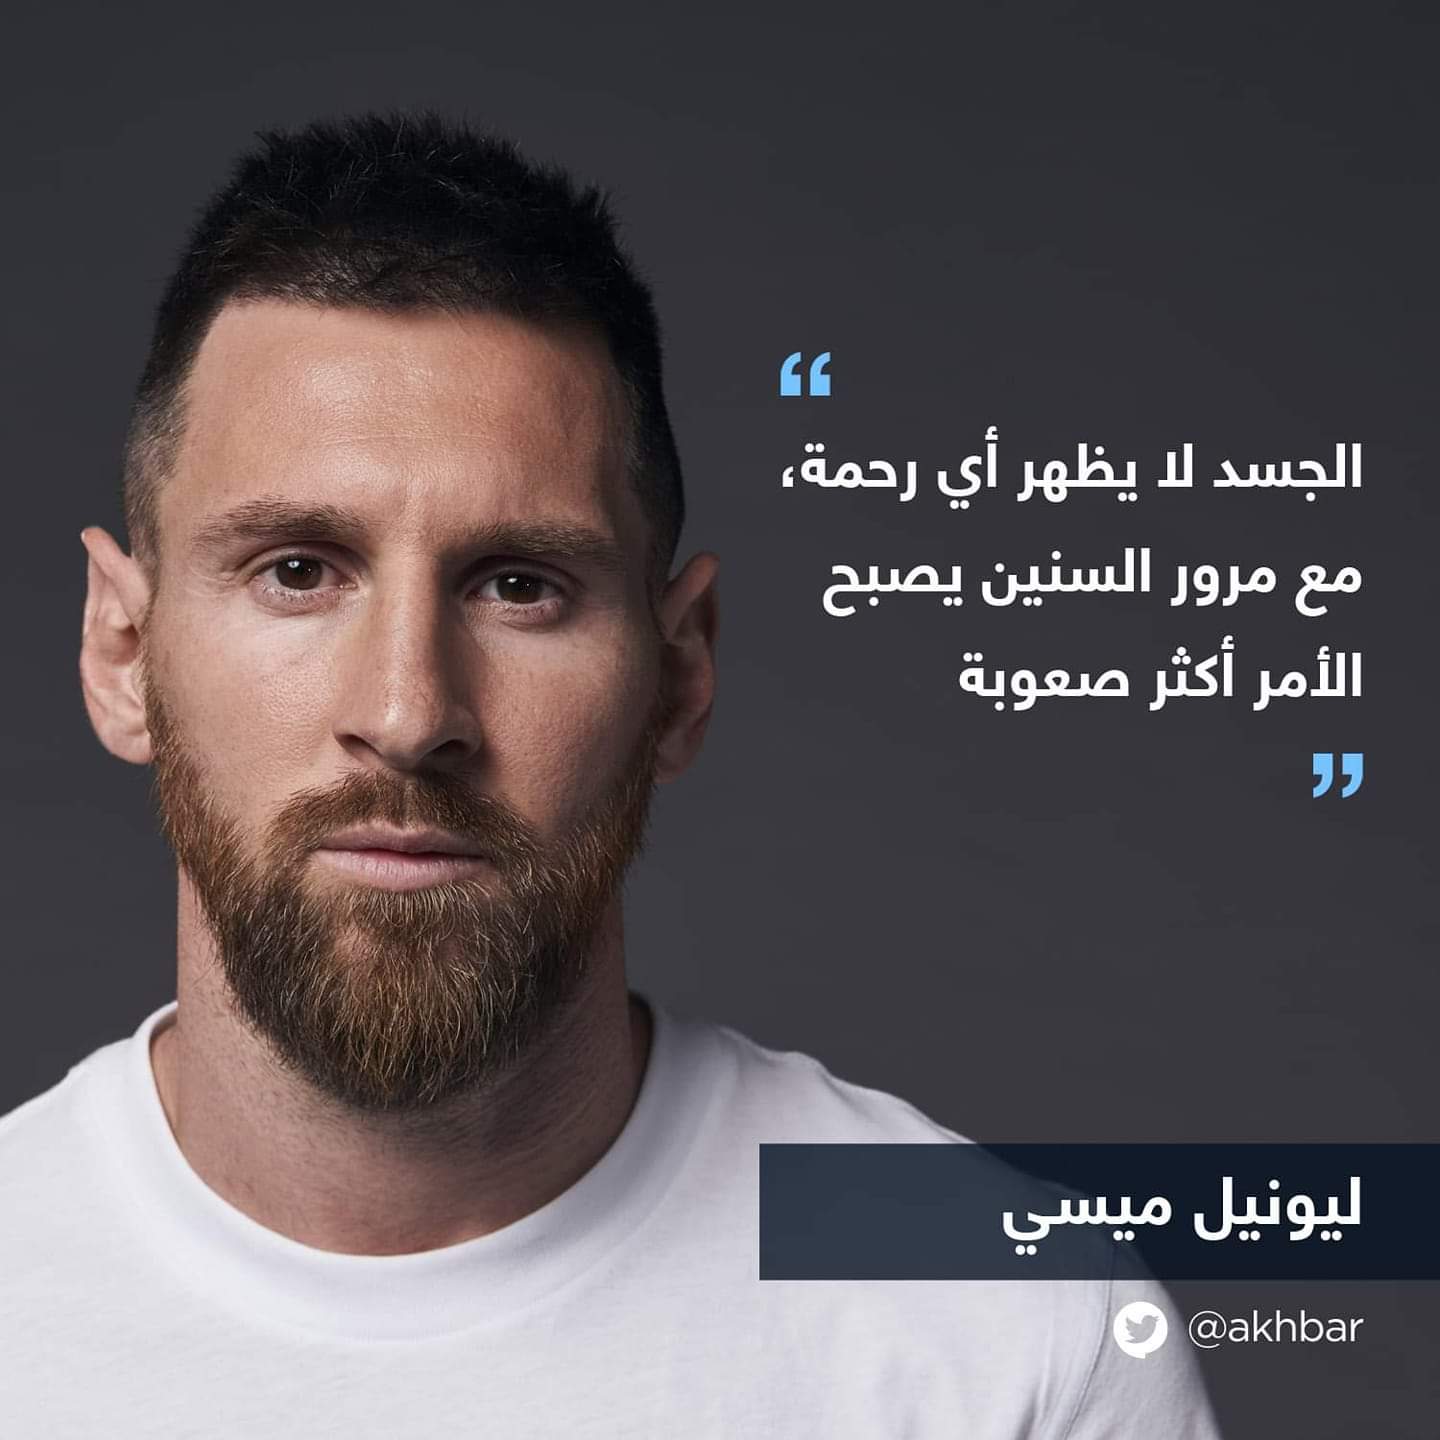 “
الجسد لا يظهر أي رحمة،
مع مرور السنين يصبح
الأمر أكثر صعوبة
”
ليونيل ميسي
@akhbar